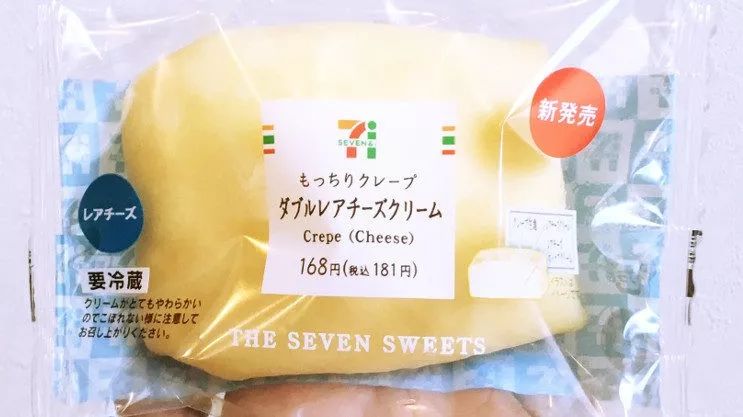 新発売
SEVEN&i
もっちりクレープ
ダブルレアチーズクリーム
Crepe (Cheese)
168円(税込181円)
レアチーズ
要冷蔵
クリームがとてもやわらかい
のでこぼれない様に注意して
お召し上がりください。
THE SEVEN SWEETS